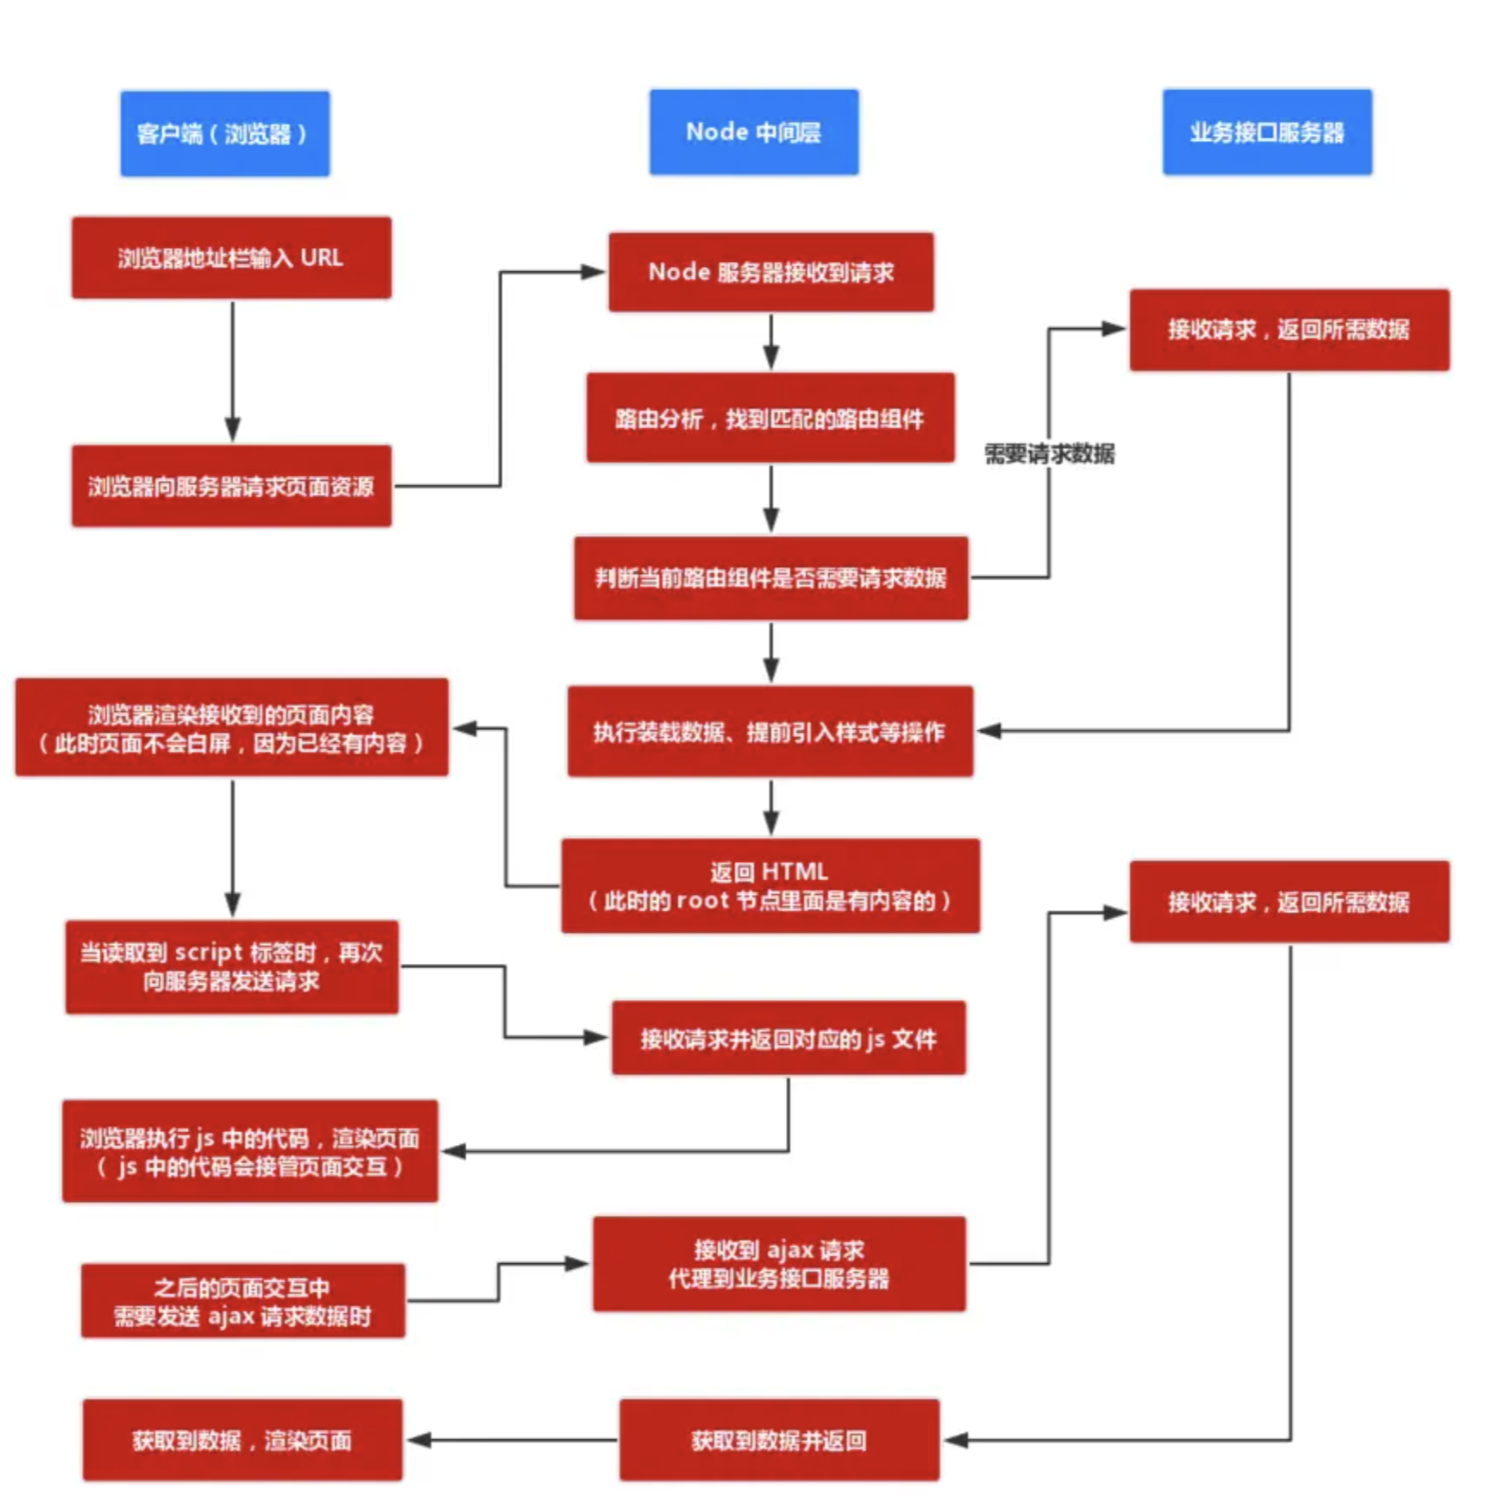 客户端（浏览器）
Node 中间层
业务接口服务器
浏览器地址栏输入 URL
Node 服务器接收到请求
接收请求，返回所需数据
路由分析，找到匹配的路由组件
需要请求数据
浏览器向服务器请求页面资源
判断当前路由组件是否需要请求数据
浏览器渲染接收到的页面内容
（此时页面不会白屏，因为已经有内容）
执行装载数据、提前引入样式等操作
返回 HTML
（此时的 root 节点里面是有内容的）
接收请求，返回所需数据
当读取到 script 标签时，再次
向服务器发送请求
接收请求并返回对应的 js 文件
浏览器执行 js 中的代码，渲染页面
（ js 中的代码会接管页面交互）
接收到 ajax 请求
代理到业务接口服务器
之后的页面交互中
需要发送 ajax 请求数据时
获取到数据，渲染页面
获取到数据并返回